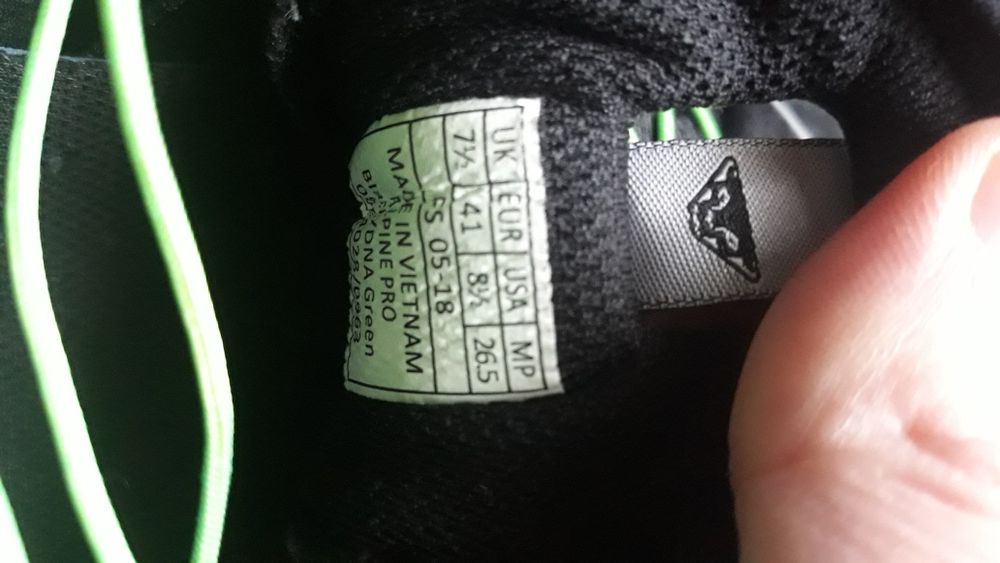 UK EUR USA MP
7½ 41 8½ 26.5
FS 05-18
MADE IN VIETNAM
ALPINE PRO
DNA Green